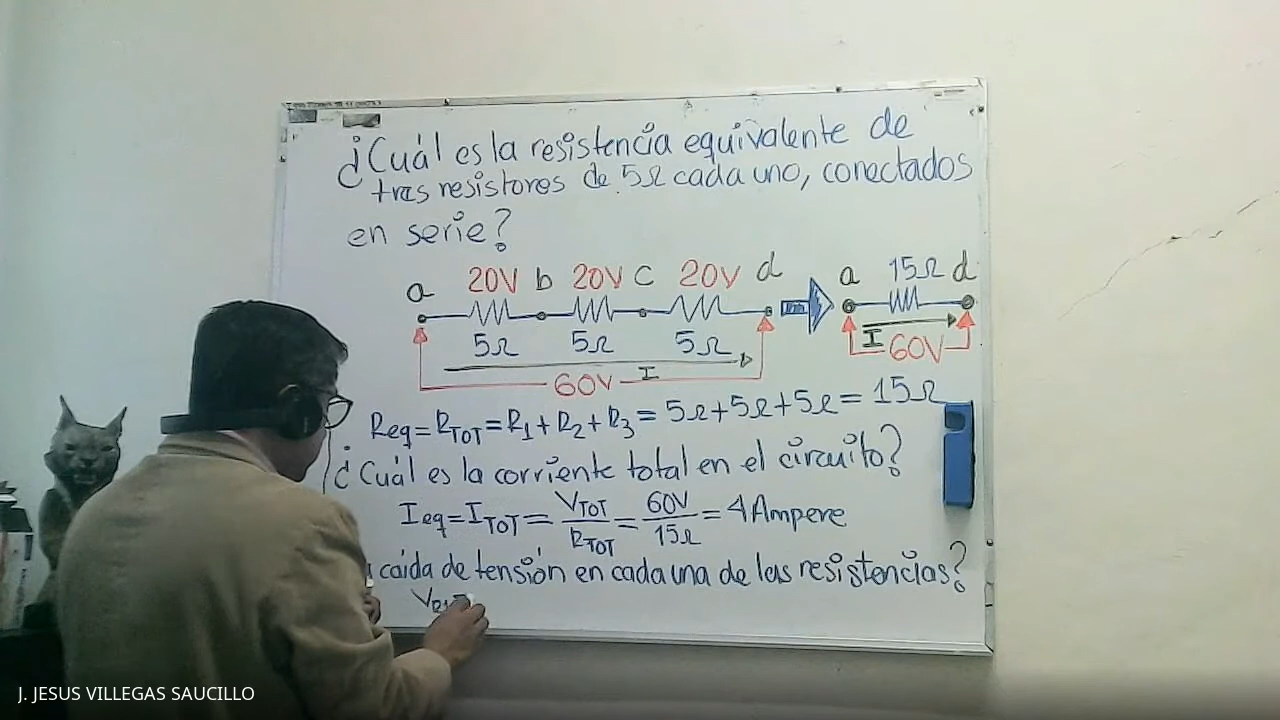 ¿Cuál es la resistencia equivalente de
tres resistores de 5Ω cada uno, conectados
en serie?
a 20V b 20V c 20V d a 15Ω d
5Ω 5Ω 5Ω I 60V
60V I
Req=RTOT=R1+R2+R3=5Ω+5Ω+5Ω=15Ω
¿Cuál es la corriente total en el circuito?
Ieq=ITOT=VTOT/RTOT=60V/15Ω=4Ampere
caída de tensión en cada una de las resistencias?
VR1=
J. JESUS VILLEGAS SAUCILLO